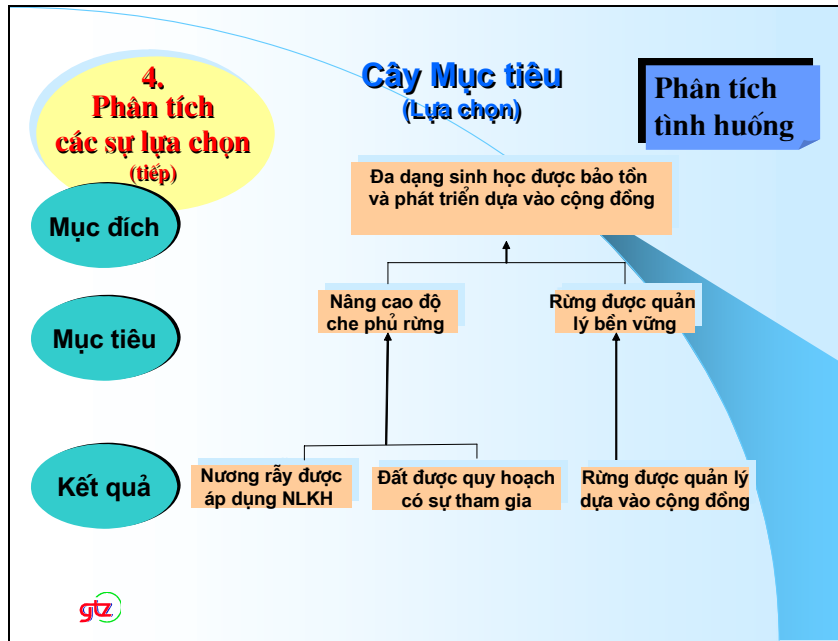 4.
Phân tích
các sự lựa chọn
(tiếp)
Cây Mục tiêu
(Lựa chọn)
Phân tích
tình huống
Đa dạng sinh học được bảo tồn
và phát triển dựa vào cộng đồng
Mục đích
Nâng cao độ
che phủ rừng
Rừng được quản
lý bền vững
Mục tiêu
Nương rẫy được
áp dụng NLKH
Đất được quy hoạch
có sự tham gia
Rừng được quản lý
dựa vào cộng đồng
Kết quả
gtz